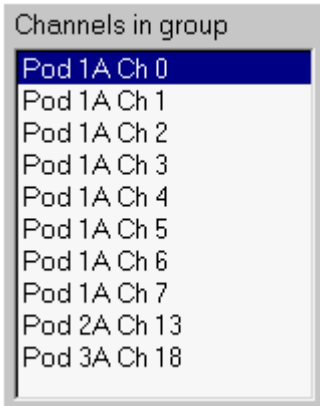 Channels in group
Pod 1A Ch 0
Pod 1A Ch 1
Pod 1A Ch 2
Pod 1A Ch 3
Pod 1A Ch 4
Pod 1A Ch 5
Pod 1A Ch 6
Pod 1A Ch 7
Pod 2A Ch 13
Pod 3A Ch 18